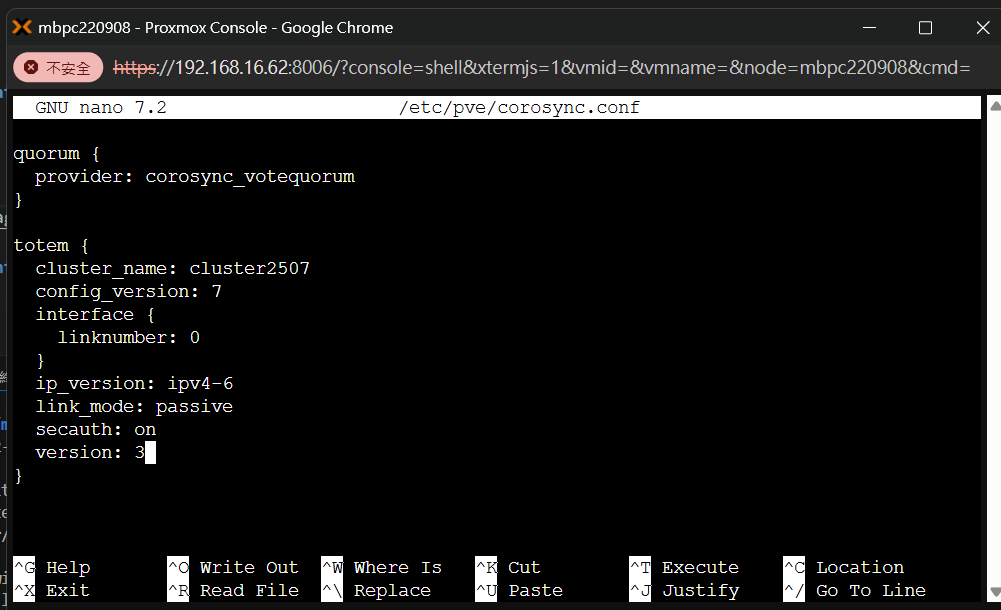 mbpc220908 - Proxmox Console - Google Chrome
不安全 https://192.168.16.62:8006/?console=shell&xtermjs=1&vmid=&vmname=&node=mbpc220908&cmd=
GNU nano 7.2 /etc/pve/corosync.conf
quorum {
provider: corosync_votequorum
}
totem {
cluster_name: cluster2507
config_version: 7
interface {
linknumber: 0
}
ip_version: ipv4-6
link_mode: passive
secauth: on
version: 3
}
^G Help ^O Write Out ^W Where Is ^K Cut ^T Execute ^C Location
^X Exit ^R Read File ^\ Replace ^U Paste ^J Justify ^/ Go To Line